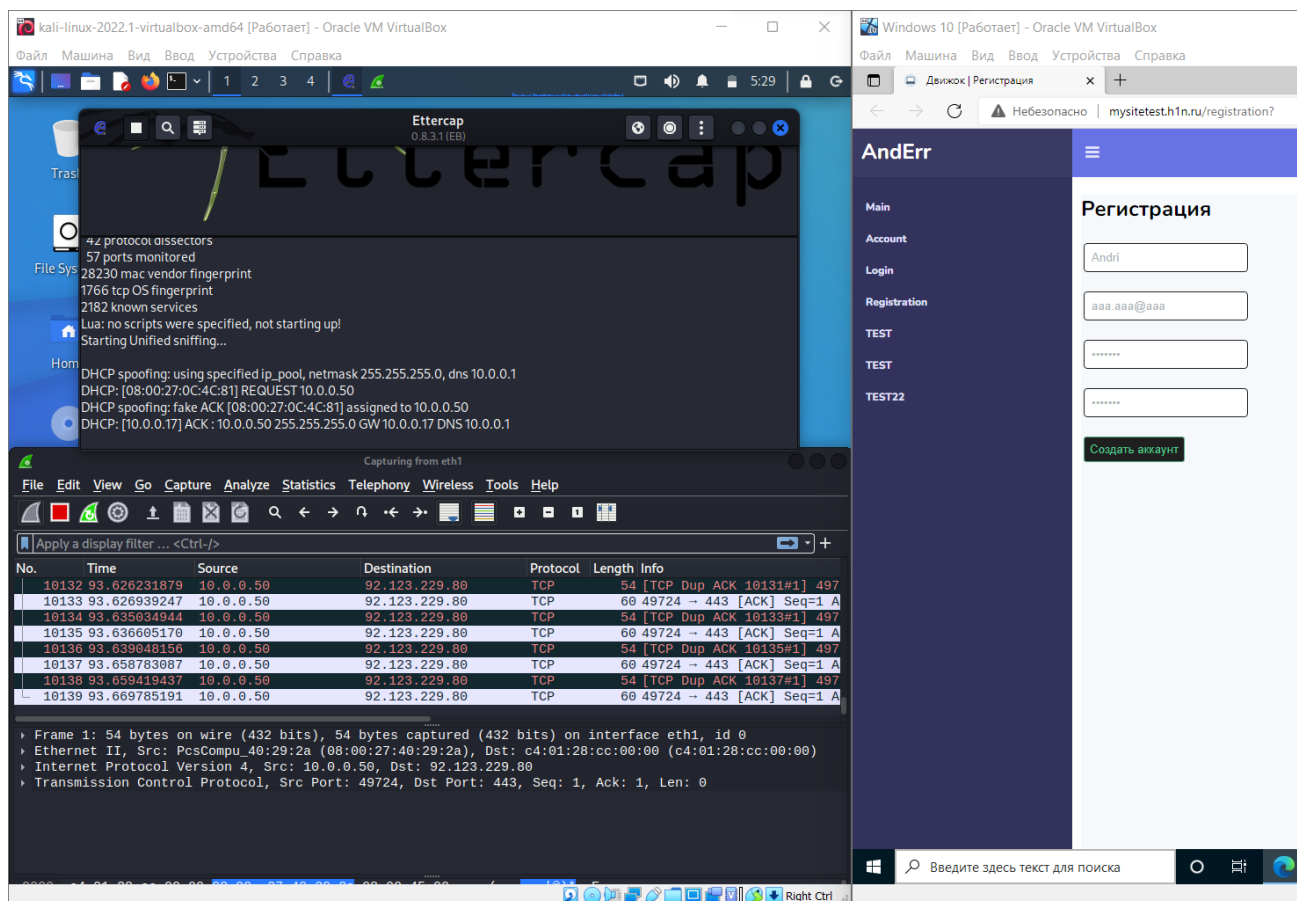 kali-linux-2022.1-virtualbox-amd64 [Работает] - Oracle VM VirtualBox
Файл Машина Вид Ввод Устройства Справка
1 2 3 4
5:29
Trash
File Sys
Hom
Ettercap
0.8.3.1 (EB)
Ettercap
42 protocol dissectors
57 ports monitored
28230 mac vendor fingerprint
1766 tcp OS fingerprint
2182 known services
Lua: no scripts were specified, not starting up!
Starting Unified sniffing...
DHCP spoofing: using specified ip_pool, netmask 255.255.255.0, dns 10.0.0.1
DHCP: [08:00:27:0C:4C:81] REQUEST 10.0.0.50
DHCP spoofing: fake ACK [08:00:27:0C:4C:81] assigned to 10.0.0.50
DHCP: [10.0.0.17] ACK : 10.0.0.50 255.255.255.0 GW 10.0.0.17 DNS 10.0.0.1
Capturing from eth1
File Edit View Go Capture Analyze Statistics Telephony Wireless Tools Help
Apply a display filter ... <Ctrl-/>
No. Time Source Destination Protocol Length Info
10132 93.626231879 10.0.0.50 92.123.229.80 TCP 54 [TCP Dup ACK 10131#1] 497
10133 93.626939247 10.0.0.50 92.123.229.80 TCP 60 49724 → 443 [ACK] Seq=1 A
10134 93.635034944 10.0.0.50 92.123.229.80 TCP 54 [TCP Dup ACK 10133#1] 497
10135 93.636605170 10.0.0.50 92.123.229.80 TCP 60 49724 → 443 [ACK] Seq=1 A
10136 93.639048156 10.0.0.50 92.123.229.80 TCP 54 [TCP Dup ACK 10135#1] 497
10137 93.658783087 10.0.0.50 92.123.229.80 TCP 60 49724 → 443 [ACK] Seq=1 A
10138 93.659419437 10.0.0.50 92.123.229.80 TCP 54 [TCP Dup ACK 10137#1] 497
10139 93.669785191 10.0.0.50 92.123.229.80 TCP 60 49724 → 443 [ACK] Seq=1 A
Frame 1: 54 bytes on wire (432 bits), 54 bytes captured (432 bits) on interface eth1, id 0
Ethernet II, Src: PcsCompu_40:29:2a (08:00:27:40:29:2a), Dst: c4:01:28:cc:00:00 (c4:01:28:cc:00:00)
Internet Protocol Version 4, Src: 10.0.0.50, Dst: 92.123.229.80
Transmission Control Protocol, Src Port: 49724, Dst Port: 443, Seq: 1, Ack: 1, Len: 0
Right Ctrl
Windows 10 [Работает] - Oracle VM VirtualBox
Файл Машина Вид Ввод Устройства Справка
Движок | Регистрация
Небезопасно | mysitetest.h1n.ru/registration?
AndErr
Main
Account
Login
Registration
TEST
TEST
TEST22
Регистрация
Andri
aaa.aaa@aaa
Создать аккаунт
Введите здесь текст для поиска